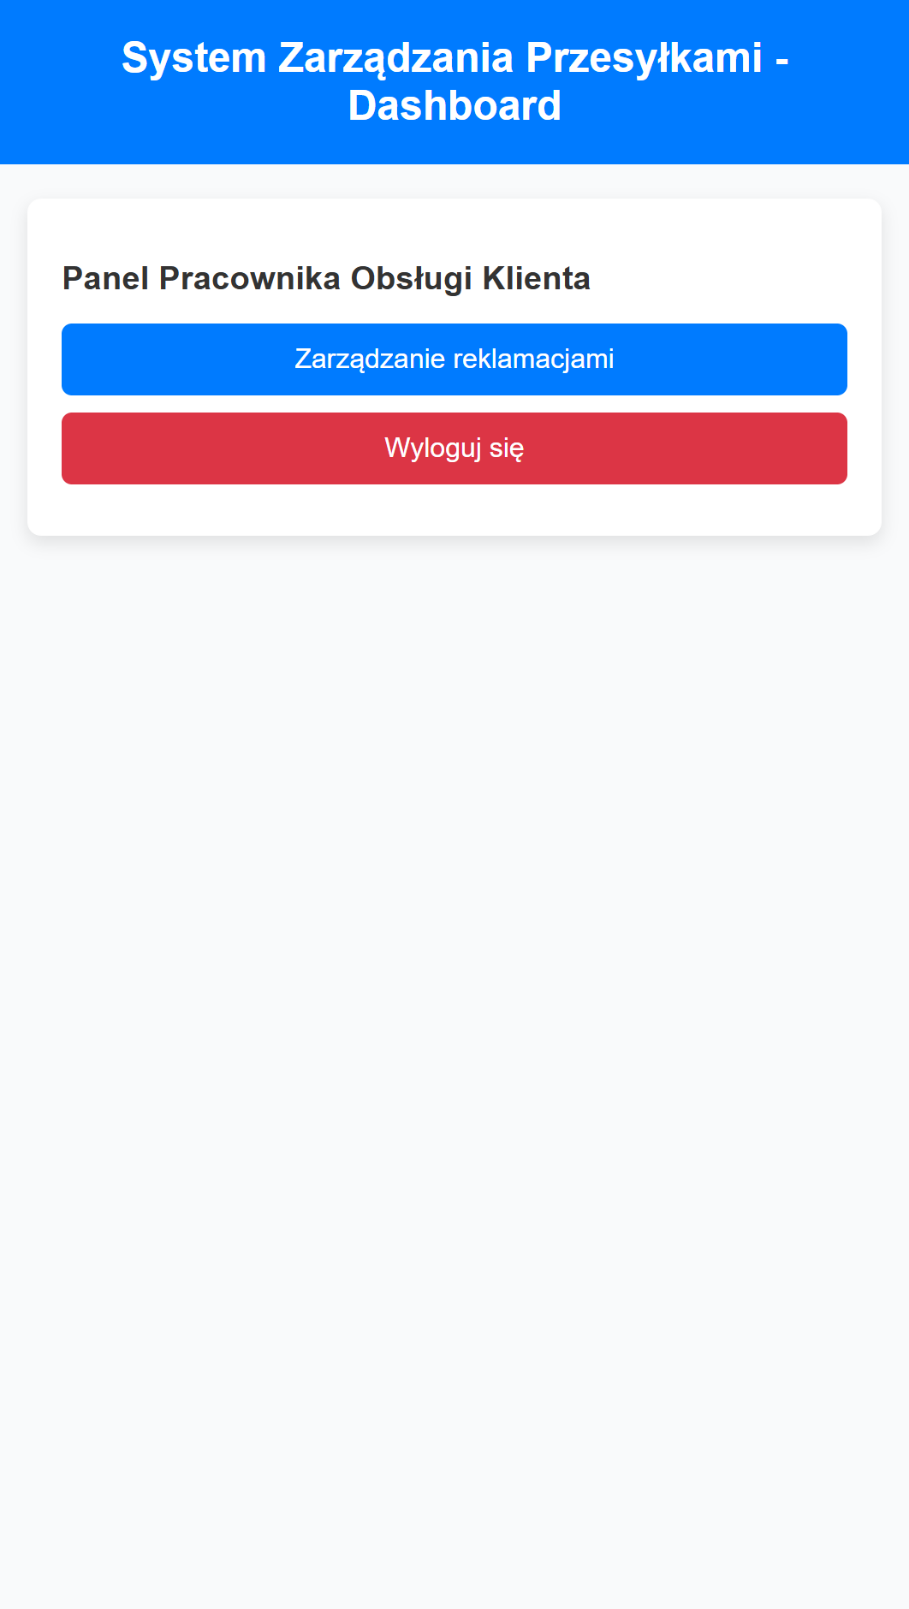 System Zarządzania Przesyłkami -
Dashboard
Panel Pracownika Obsługi Klienta
Zarządzanie reklamacjami
Wyloguj się